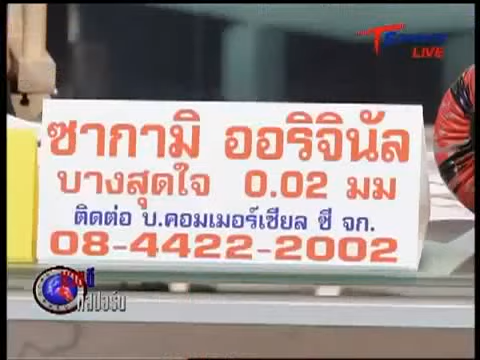 LIVE
ซากามิ ออริจินัล
บางสุดใจ 0.02 มม
ติดต่อ บ.คอมเมอร์เชียล ซี จก.
08-4422-2002